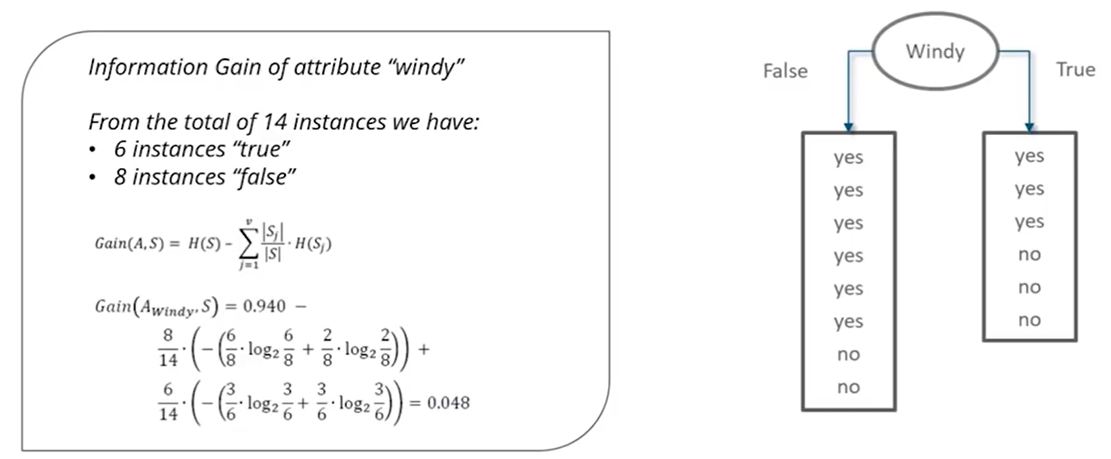 Information Gain of attribute “windy”
From the total of 14 instances we have:
• 6 instances “true”
• 8 instances “false”
Gain(A, S) = H(S) – ∑_{j=1}^{v} |S_j|/|S| · H(S_j)
Gain(A_Windy, S) = 0.940 –
8/14 · (–(6/8 · log₂ 6/8 + 2/8 · log₂ 2/8)) +
6/14 · (–(3/6 · log₂ 3/6 + 3/6 · log₂ 3/6)) = 0.048
Windy
False
True
yes
yes
yes
yes
yes
yes
no
no
yes
yes
yes
no
no
no